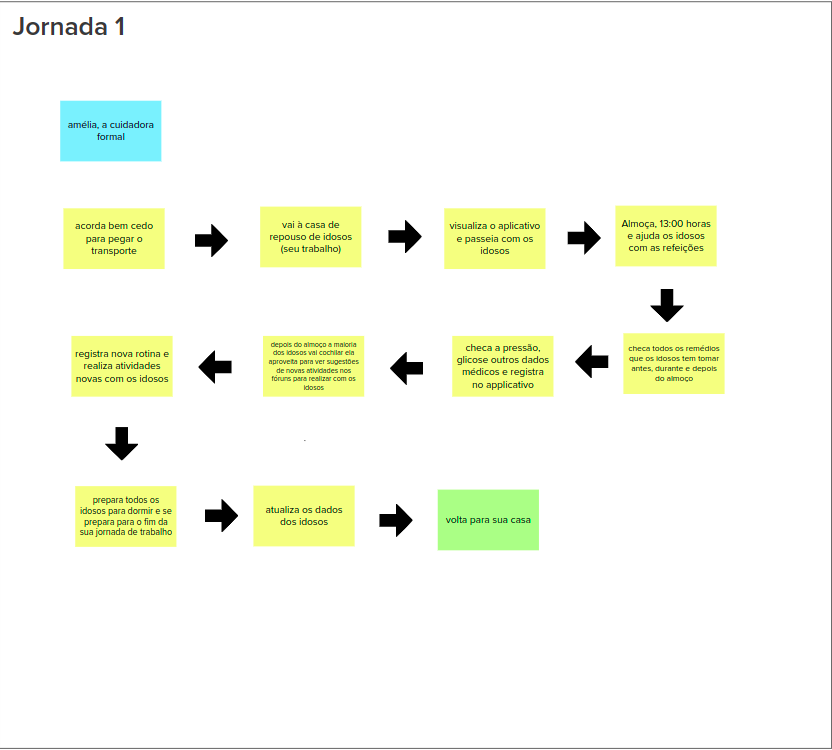 Jornada 1
amélia, a cuidadora
formal
acorda bem cedo
para pegar o
transporte
vai à casa de
repouso de idosos
(seu trabalho)
visualiza o aplicativo
e passeia com os
idosos
Almoça, 13:00 horas
e ajuda os idosos
com as refeições
checa todos os remédios
que os idosos tem tomar
antes, durante e depois
do almoço
checa a pressão,
glicose outros dados
médicos e registra
no applicativo
depois do almoço a maioria
dos idosos vai cochilar ela
aproveita para ver sugestões
de novas atividades nos
fóruns para realizar com os
idosos
registra nova rotina e
realiza atividades
novas com os idosos
prepara todos os
idosos para dormir e se
prepara para o fim da
sua jornada de trabalho
atualiza os dados
dos idosos
volta para sua casa